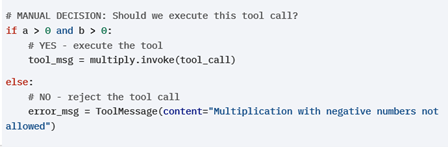 # MANUAL DECISION: Should we execute this tool call?
if a > 0 and b > 0:
    # YES - execute the tool
    tool_msg = multiply.invoke(tool_call)
else:
    # NO - reject the tool call
    error_msg = ToolMessage(content="Multiplication with negative numbers not
allowed")